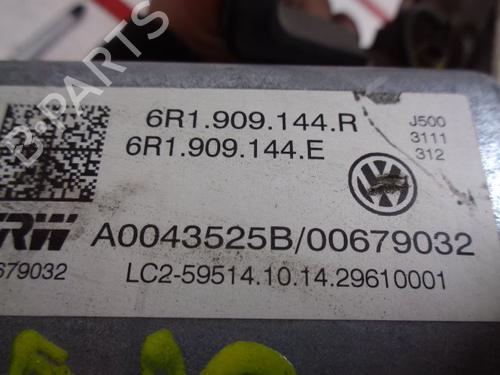 6R1.909.144.R
6R1.909.144.E
J500
3111
312
TRW
A0043525B/00679032
679032
LC2-59514.10.14.29610001
B-Parts